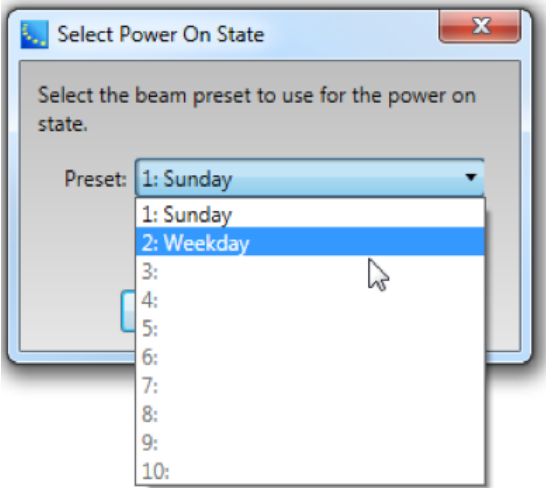 Select Power On State
Select the beam preset to use for the power on
state.
Preset: 1: Sunday
1: Sunday
2: Weekday
3:
4:
5:
6:
7:
8:
9:
10: